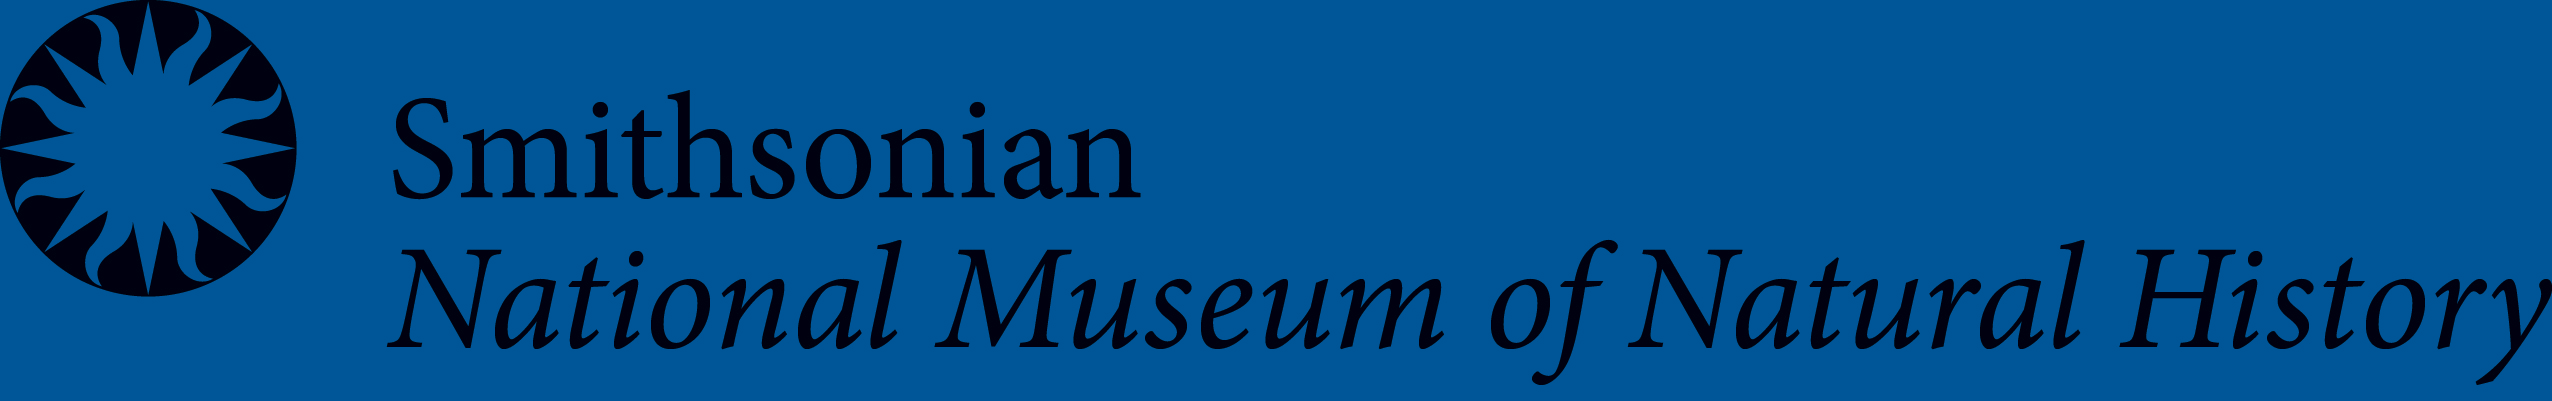 Smithsonian
National Museum of Natural History